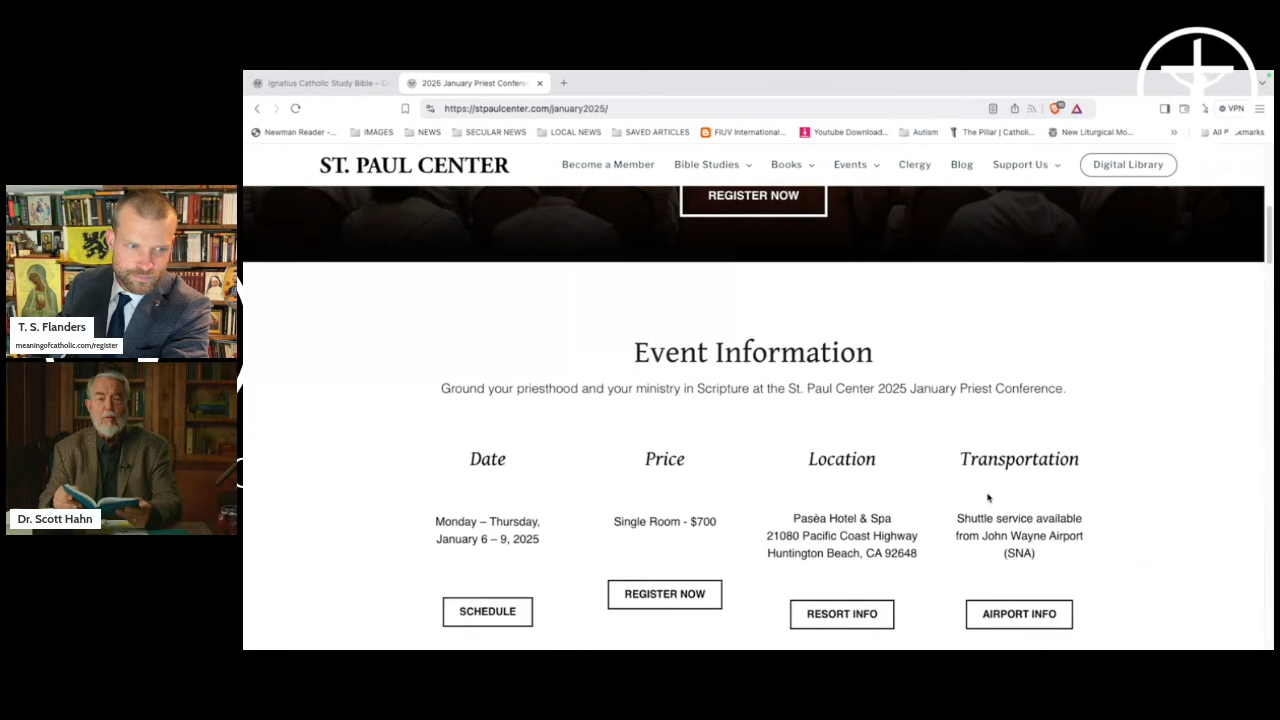 Ignatius Catholic Study Bible – O
2025 January Priest Conferen
https://stpaulcenter.com/january2025/
VPN
Newman Reader -...
IMAGES
NEWS
SECULAR NEWS
LOCAL NEWS
SAVED ARTICLES
FIUV International...
Youtube Download...
Autism
The Pillar | Catholi...
New Liturgical Mo...
»
All
ST. PAUL CENTER
Become a Member
Bible Studies
Books
Events
Clergy
Blog
Support Us
Digital Library
REGISTER NOW
T. S. Flanders
meaningofcatholic.com/register
Dr. Scott Hahn
Event Information
Ground your priesthood and your ministry in Scripture at the St. Paul Center 2025 January Priest Conference.
Date
Monday – Thursday,
January 6 – 9, 2025
SCHEDULE
Price
Single Room - $700
REGISTER NOW
Location
Pasèa Hotel & Spa
21080 Pacific Coast Highway
Huntington Beach, CA 92648
RESORT INFO
Transportation
Shuttle service available
from John Wayne Airport
(SNA)
AIRPORT INFO